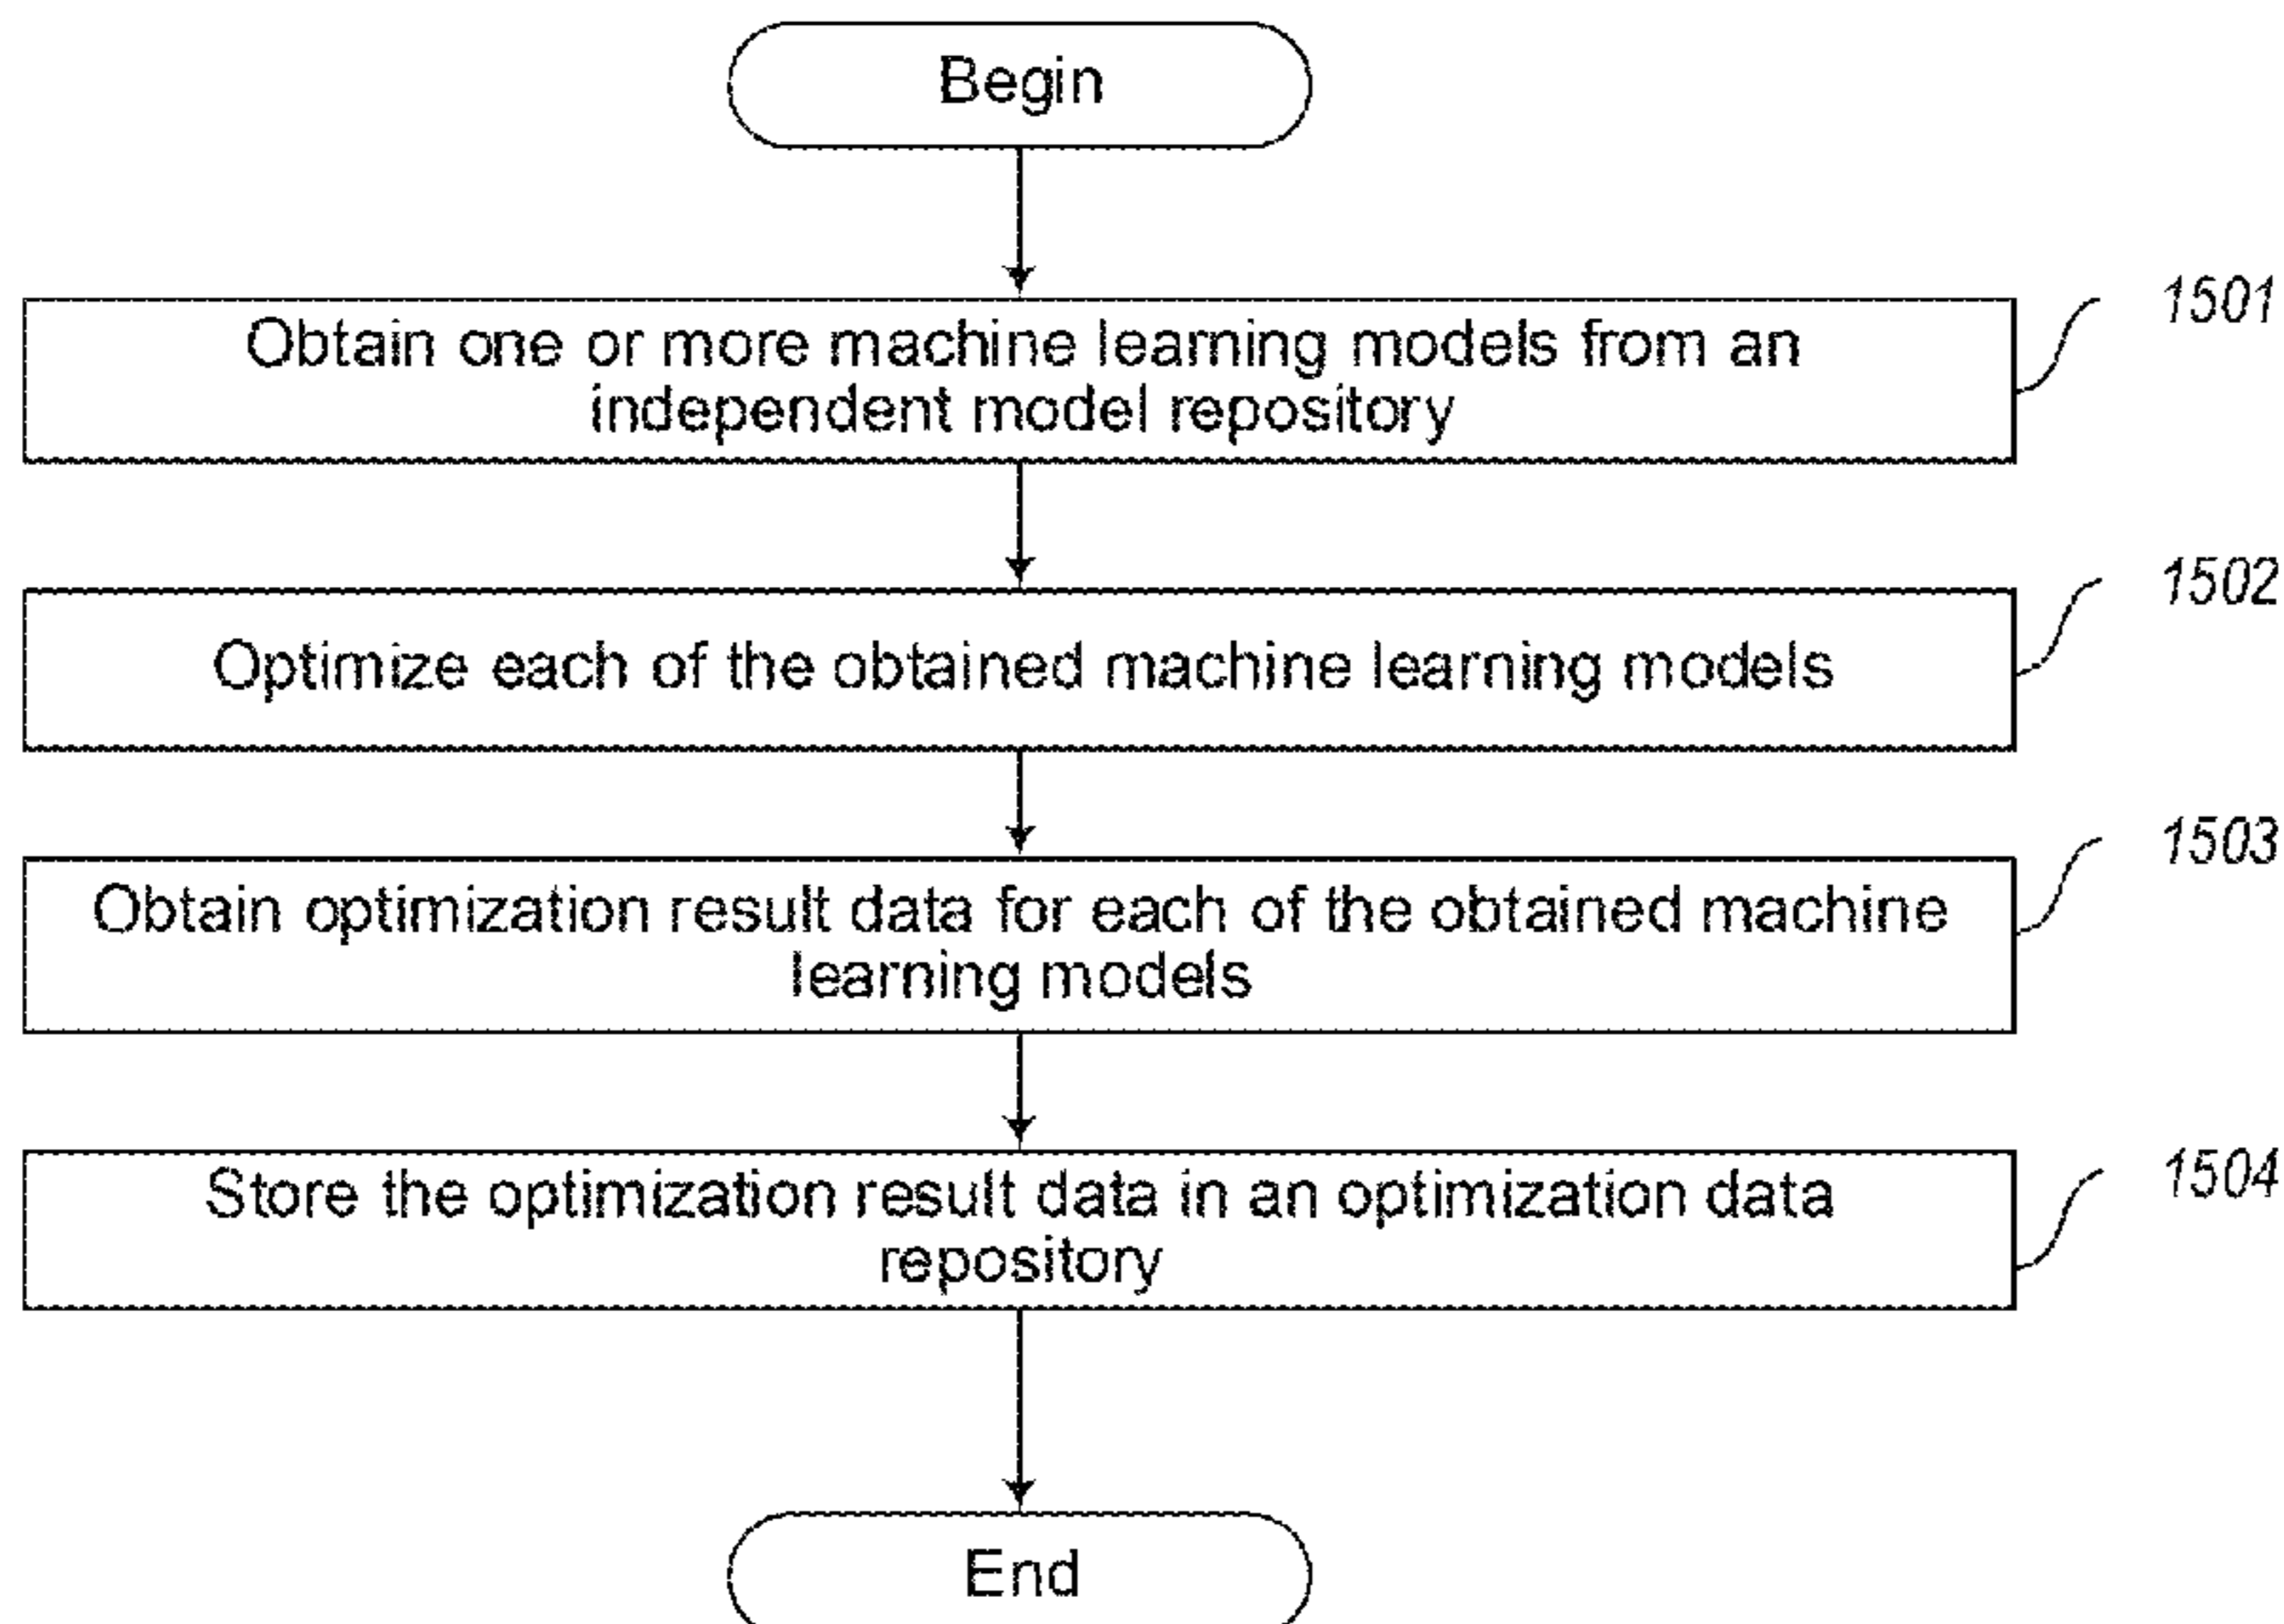 Begin
1501
Obtain one or more machine learning models from an
independent model repository
1502
Optimize each of the obtained machine learning models
1503
Obtain optimization result data for each of the obtained machine
learning models
1504
Store the optimization result data in an optimization data
repository
End